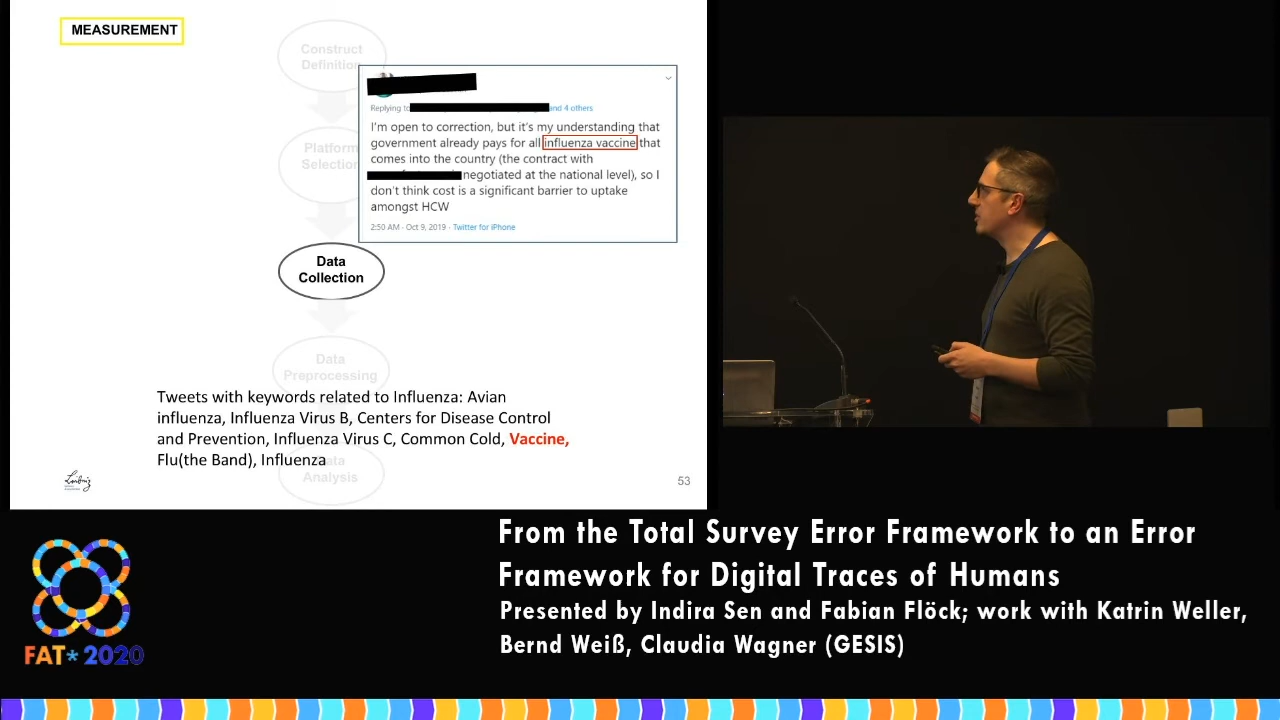 MEASUREMENT
Construct
Definition
Platform
Selection
Replying to
and 4 others
I'm open to correction, but it's my understanding that
government already pays for all influenza vaccine that
comes into the country (the contract with
negotiated at the national level), so I
don't think cost is a significant barrier to uptake
amongst HCW
2:50 AM · Oct 9, 2019 · Twitter for iPhone
Data
Collection
Data
Preprocessing
Tweets with keywords related to Influenza: Avian
influenza, Influenza Virus B, Centers for Disease Control
and Prevention, Influenza Virus C, Common Cold, Vaccine,
Flu(the Band), Influenza
Data
Analysis
Leibniz
53
From the Total Survey Error Framework to an Error
Framework for Digital Traces of Humans
Presented by Indira Sen and Fabian Flöck; work with Katrin Weller,
Bernd Weiß, Claudia Wagner (GESIS)
FAT* 2020